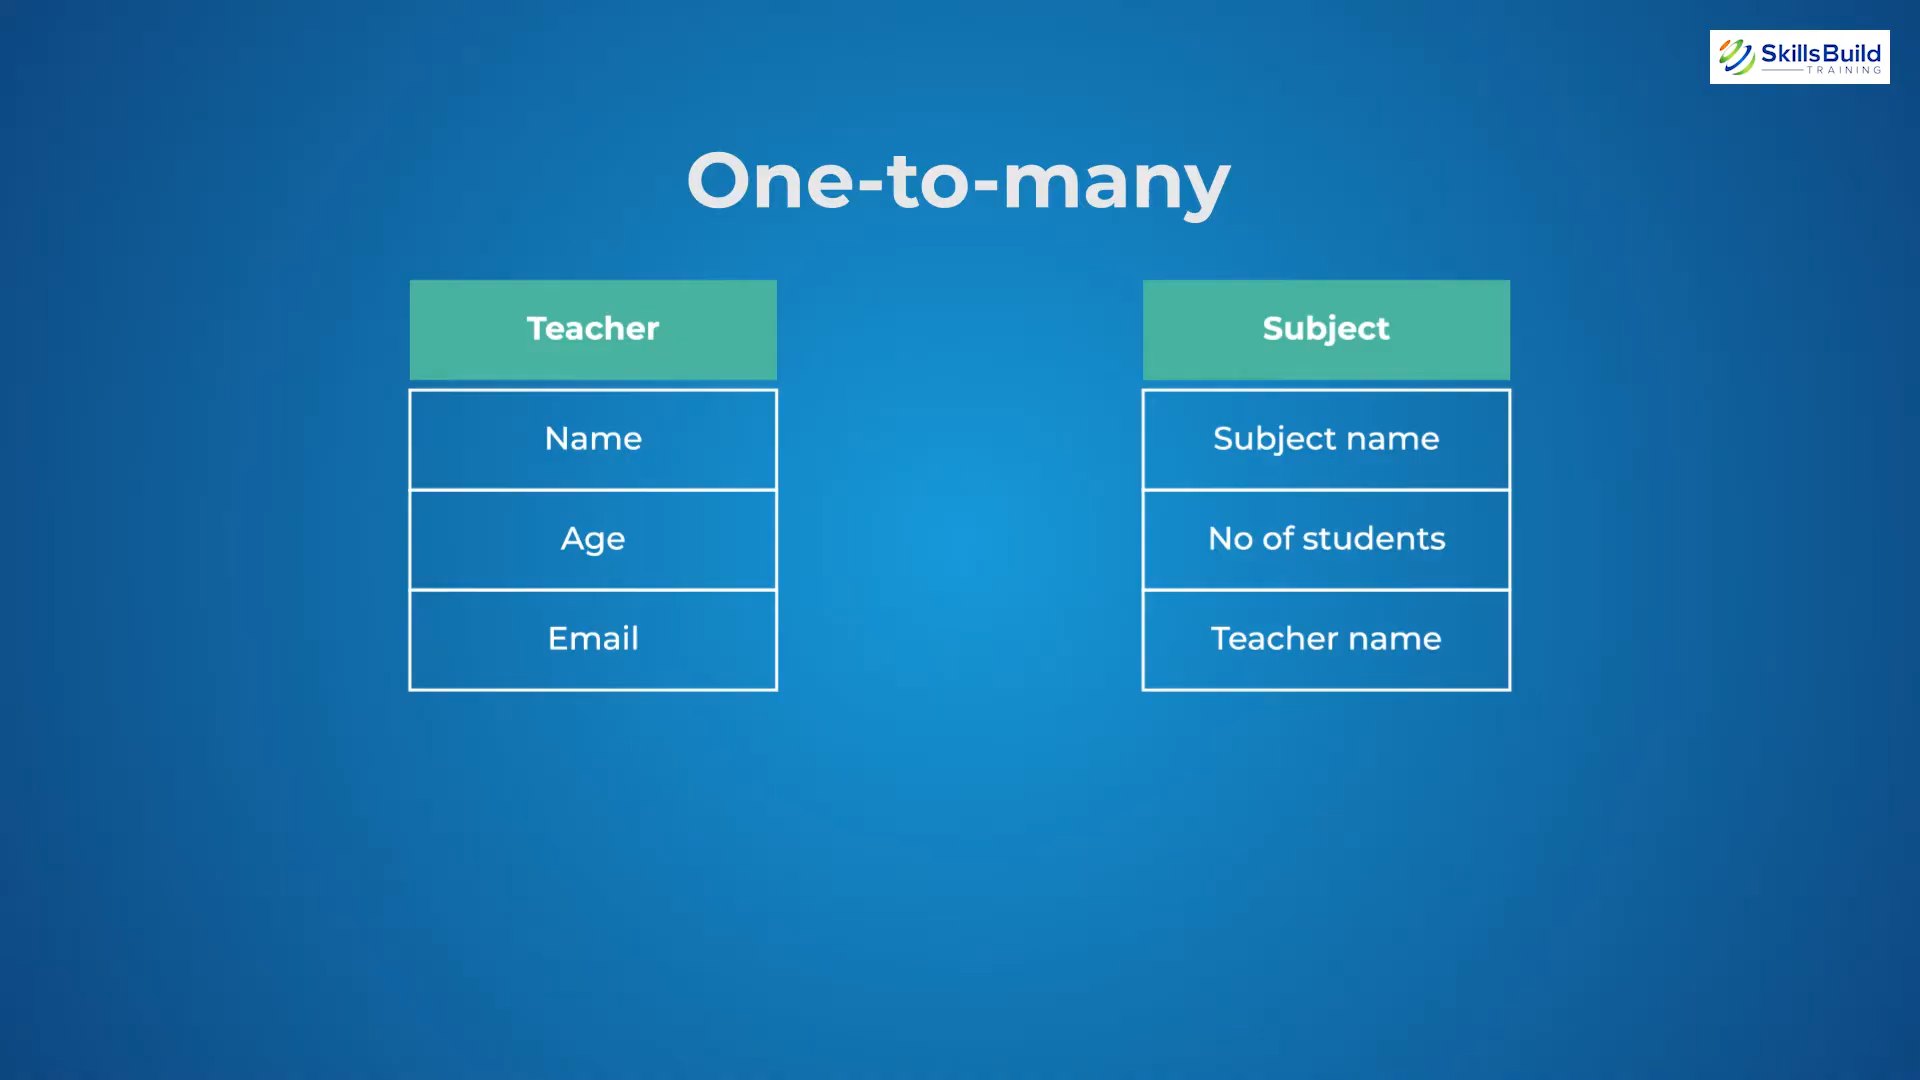 SkillsBuild
TRAINING
One-to-many
Teacher
Name
Age
Email
Subject
Subject name
No of students
Teacher name